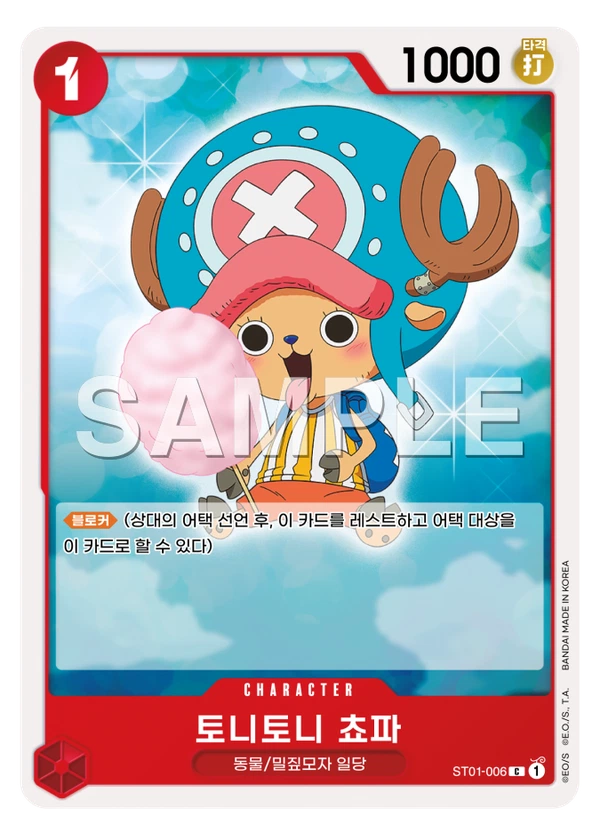 1
1000
타격
打
SAMPLE
블로커 (상대의 어택 선언 후, 이 카드를 레스트하고 어택 대상을
이 카드로 할 수 있다)
CHARACTER
토니토니 쵸파
동물/밀짚모자 일당
ST01-006 C 1
©EO/S ©E.O./S., T.A. BANDAI MADE IN KOREA